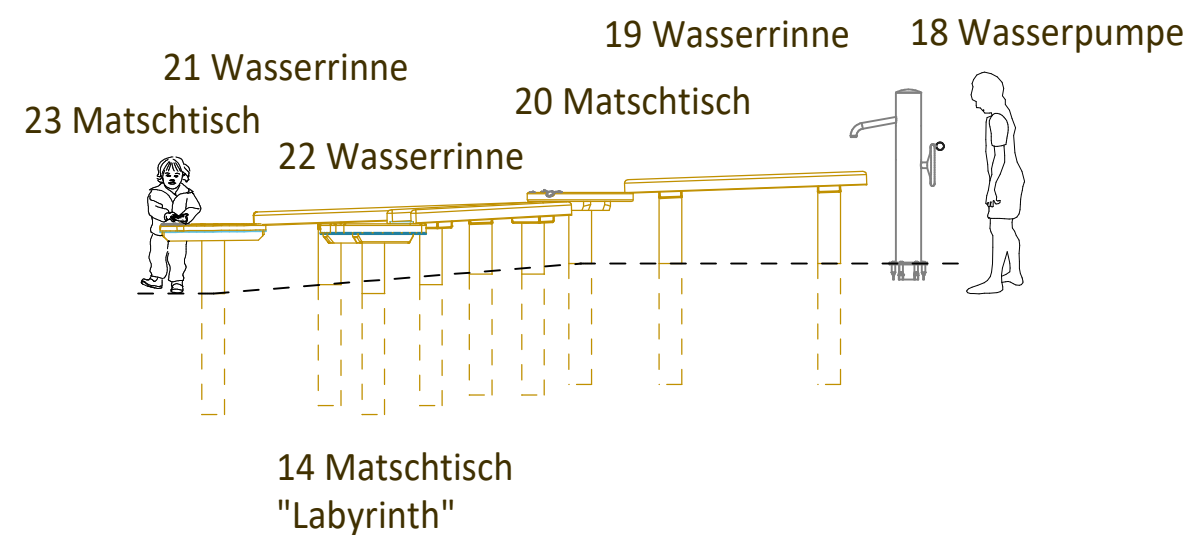 19 Wasserrinne
18 Wasserpumpe
21 Wasserrinne
20 Matschtisch
23 Matschtisch
22 Wasserrinne
14 Matschtisch
"Labyrinth"